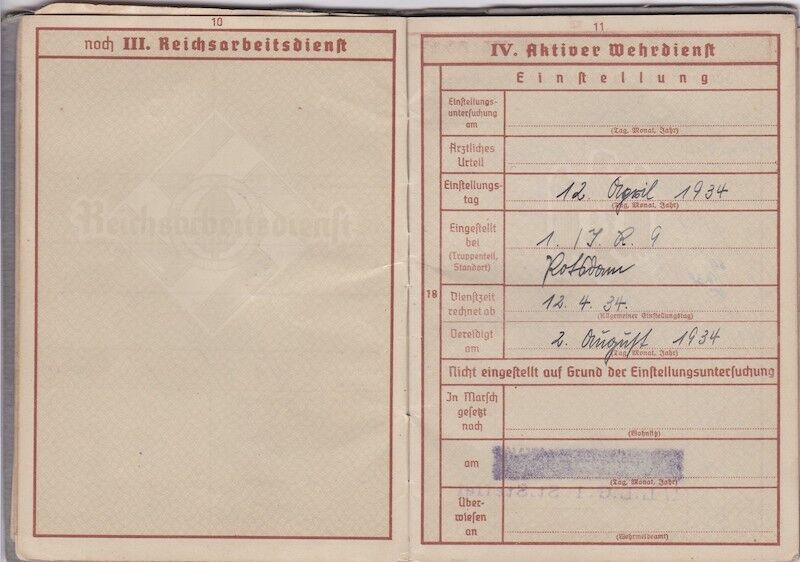 10
noch III. Reichsarbeitsdienst
Reichsarbeitsdienst
11
IV. Aktiver Wehrdienst
Einstellung
Einstellungs-
untersuchung
am
(Tag, Monat, Jahr)
Ärztliches
Urteil
Einstellungs-
tag
12. April 1934
(Tag, Monat, Jahr)
Eingestellt
bei
(Truppenteil,
Standort)
1. / J. R. 9
Potsdam
18
Dienstzeit
rechnet ab
12. 4. 34.
(Allgemeiner Einstellungstag)
Vereidigt
am
2. August 1934
(Tag, Monat, Jahr)
Nicht eingestellt auf Grund der Einstellungsuntersuchung
In Marsch
gesetzt
nach
(Wohnsitz)
am
(Tag, Monat, Jahr)
Über-
wiesen
an
(Wehrmeldeamt)